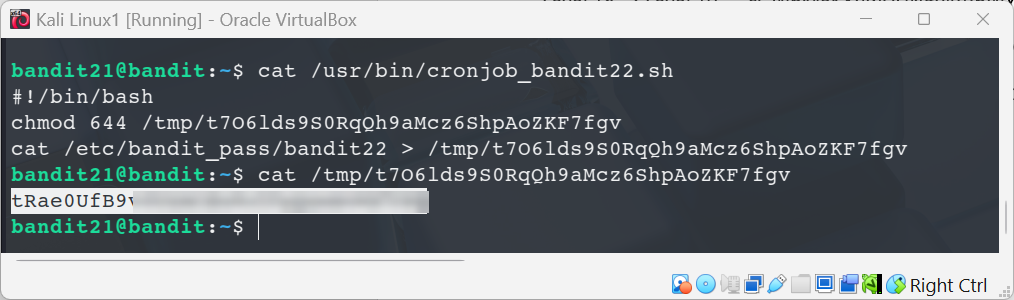 Kali Linux1 [Running] - Oracle VirtualBox
bandit21@bandit:~$ cat /usr/bin/cronjob_bandit22.sh
#!/bin/bash
chmod 644 /tmp/t7O6lds9S0RqQh9aMcz6ShpAoZKF7fgv
cat /etc/bandit_pass/bandit22 > /tmp/t7O6lds9S0RqQh9aMcz6ShpAoZKF7fgv
bandit21@bandit:~$ cat /tmp/t7O6lds9S0RqQh9aMcz6ShpAoZKF7fgv
tRae0UfB9v
bandit21@bandit:~$
Right Ctrl